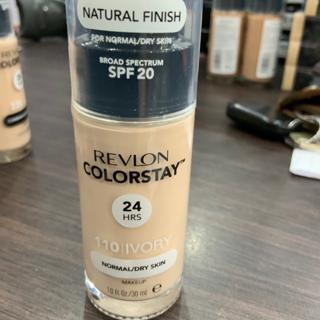 NATURAL FINISH
FOR NORMAL/DRY SKIN
BROAD SPECTRUM
SPF 20
REVLON
COLORSTAY™
24
HRS
110 IVORY
NORMAL/DRY SKIN
MAKEUP
1.0 fl. Oz/30 ml ℮